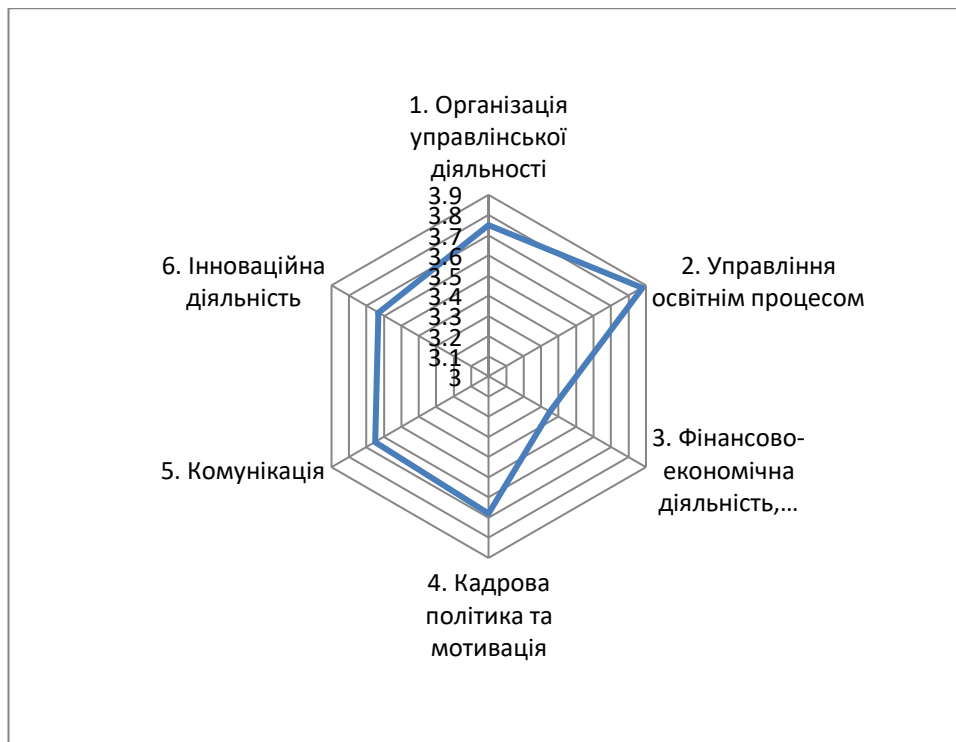 1. Організація
управлінської
діяльності
3.9
3.8
3.7
3.6
3.5
3.4
3.3
3.2
3.1
3
2. Управління
освітнім процесом
3. Фінансово-
економічна
діяльність,...
4. Кадрова
політика та
мотивація
5. Комунікація
6. Інноваційна
діяльність